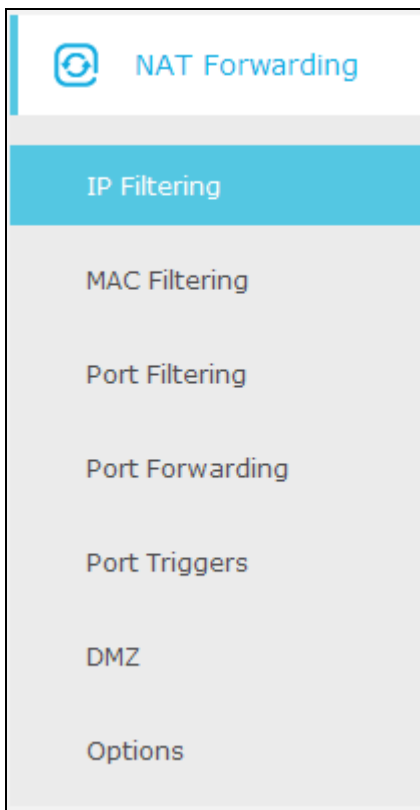 NAT Forwarding
IP Filtering
MAC Filtering
Port Filtering
Port Forwarding
Port Triggers
DMZ
Options